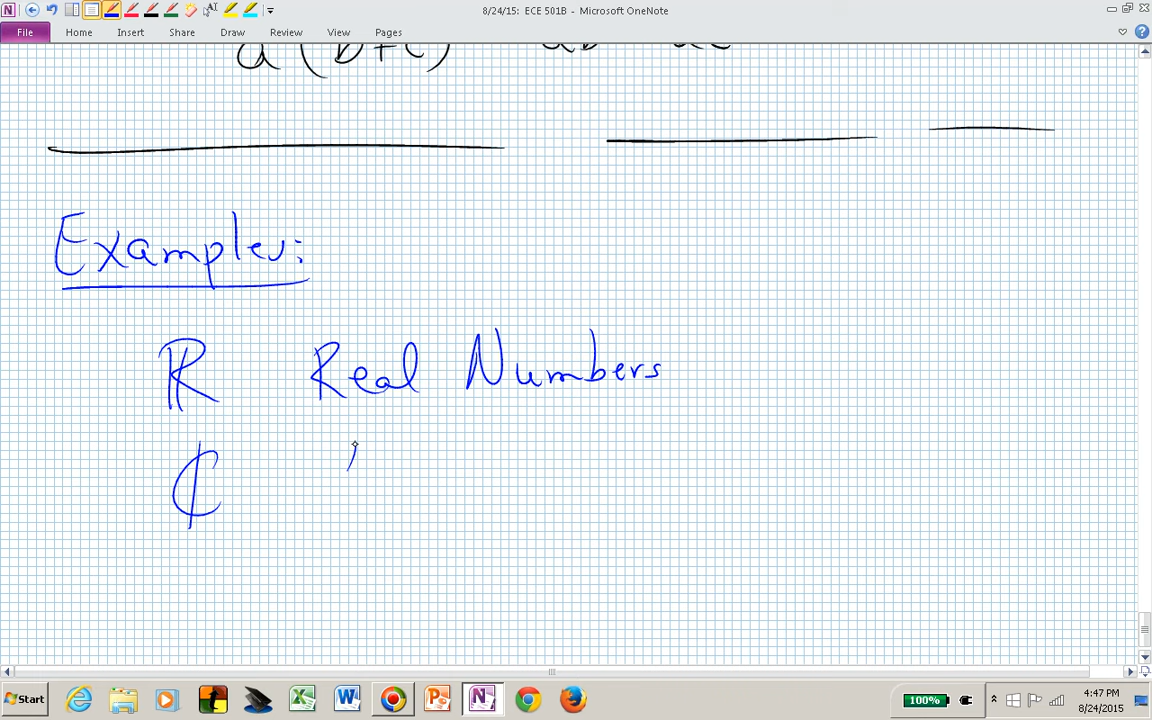 8/24/15: ECE 501B - Microsoft OneNote
File Home Insert Share Draw Review View Pages
a(b+c)
Examples:
ℝ Real Numbers
ℂ
100%
4:47 PM
8/24/2015
Start